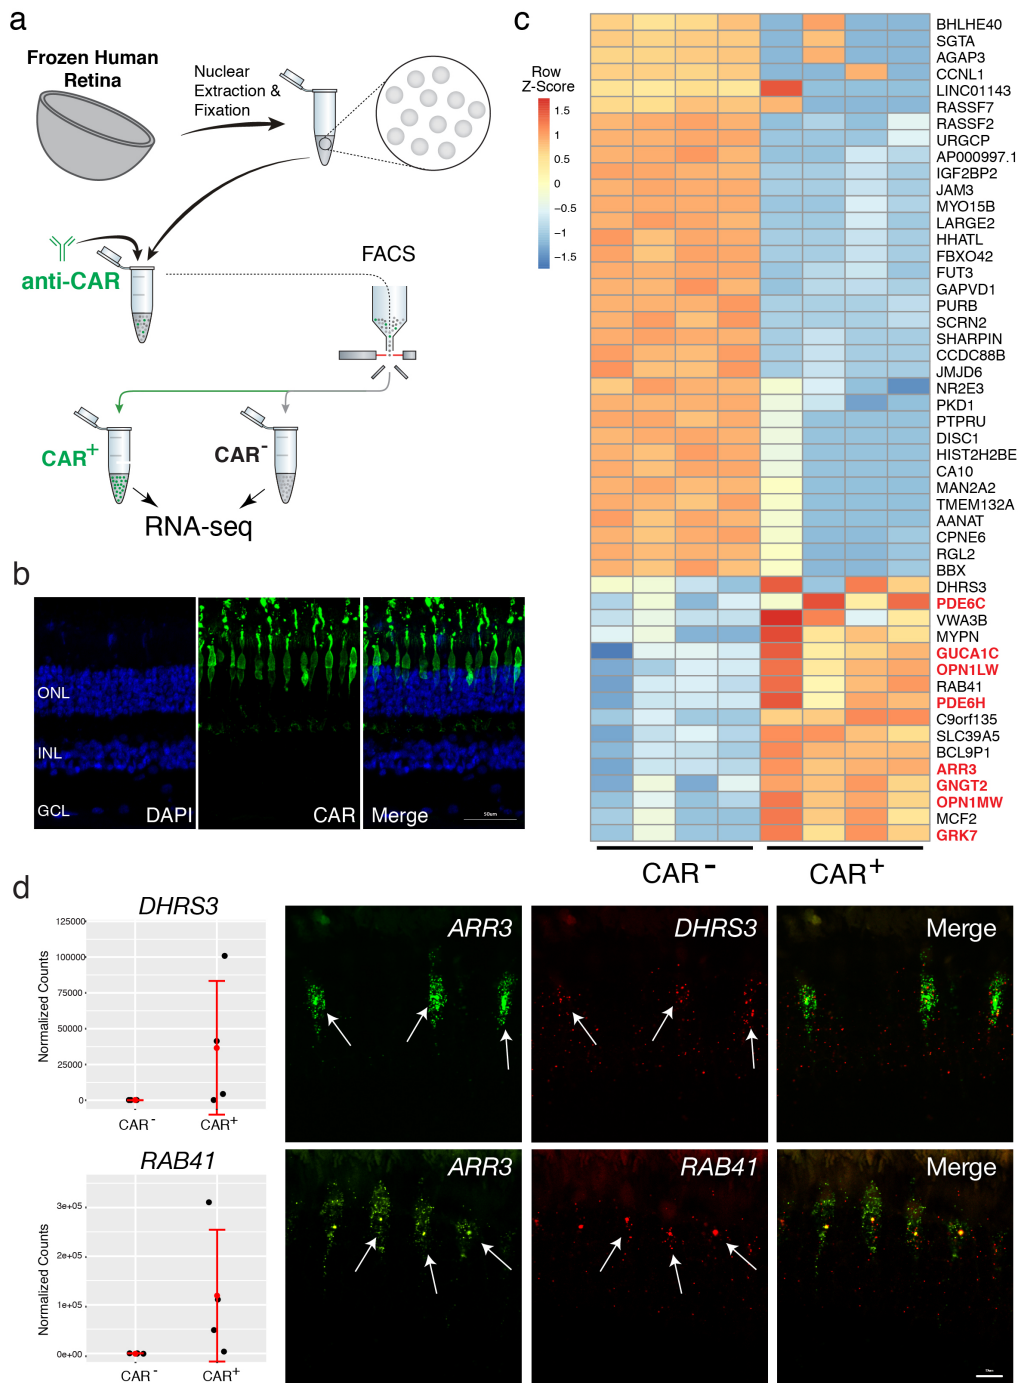 a
Frozen Human
Retina
Nuclear
Extraction &
Fixation
anti-CAR
FACS
CAR+
CAR-
RNA-seq
b
ONL
INL
GCL
DAPI
CAR
Merge
50um
c
Row
Z-Score
1.5
1
0.5
0
−0.5
−1
−1.5
BHLHE40
SGTA
AGAP3
CCNL1
LINC01143
RASSF7
RASSF2
URGCP
AP000997.1
IGF2BP2
JAM3
MYO15B
LARGE2
HHATL
FBXO42
FUT3
GAPVD1
PURB
SCRN2
SHARPIN
CCDC88B
JMJD6
NR2E3
PKD1
PTPRU
DISC1
HIST2H2BE
CA10
MAN2A2
TMEM132A
AANAT
CPNE6
RGL2
BBX
DHRS3
PDE6C
VWA3B
MYPN
GUCA1C
OPN1LW
RAB41
PDE6H
C9orf135
SLC39A5
BCL9P1
ARR3
GNGT2
OPN1MW
MCF2
GRK7
CAR-
CAR+
d
DHRS3
Normalized Counts
125000
100000
75000
50000
25000
0
CAR-
CAR+
ARR3
DHRS3
Merge
RAB41
Normalized Counts
3e+05
2e+05
1e+05
0e+00
CAR-
CAR+
ARR3
RAB41
Merge